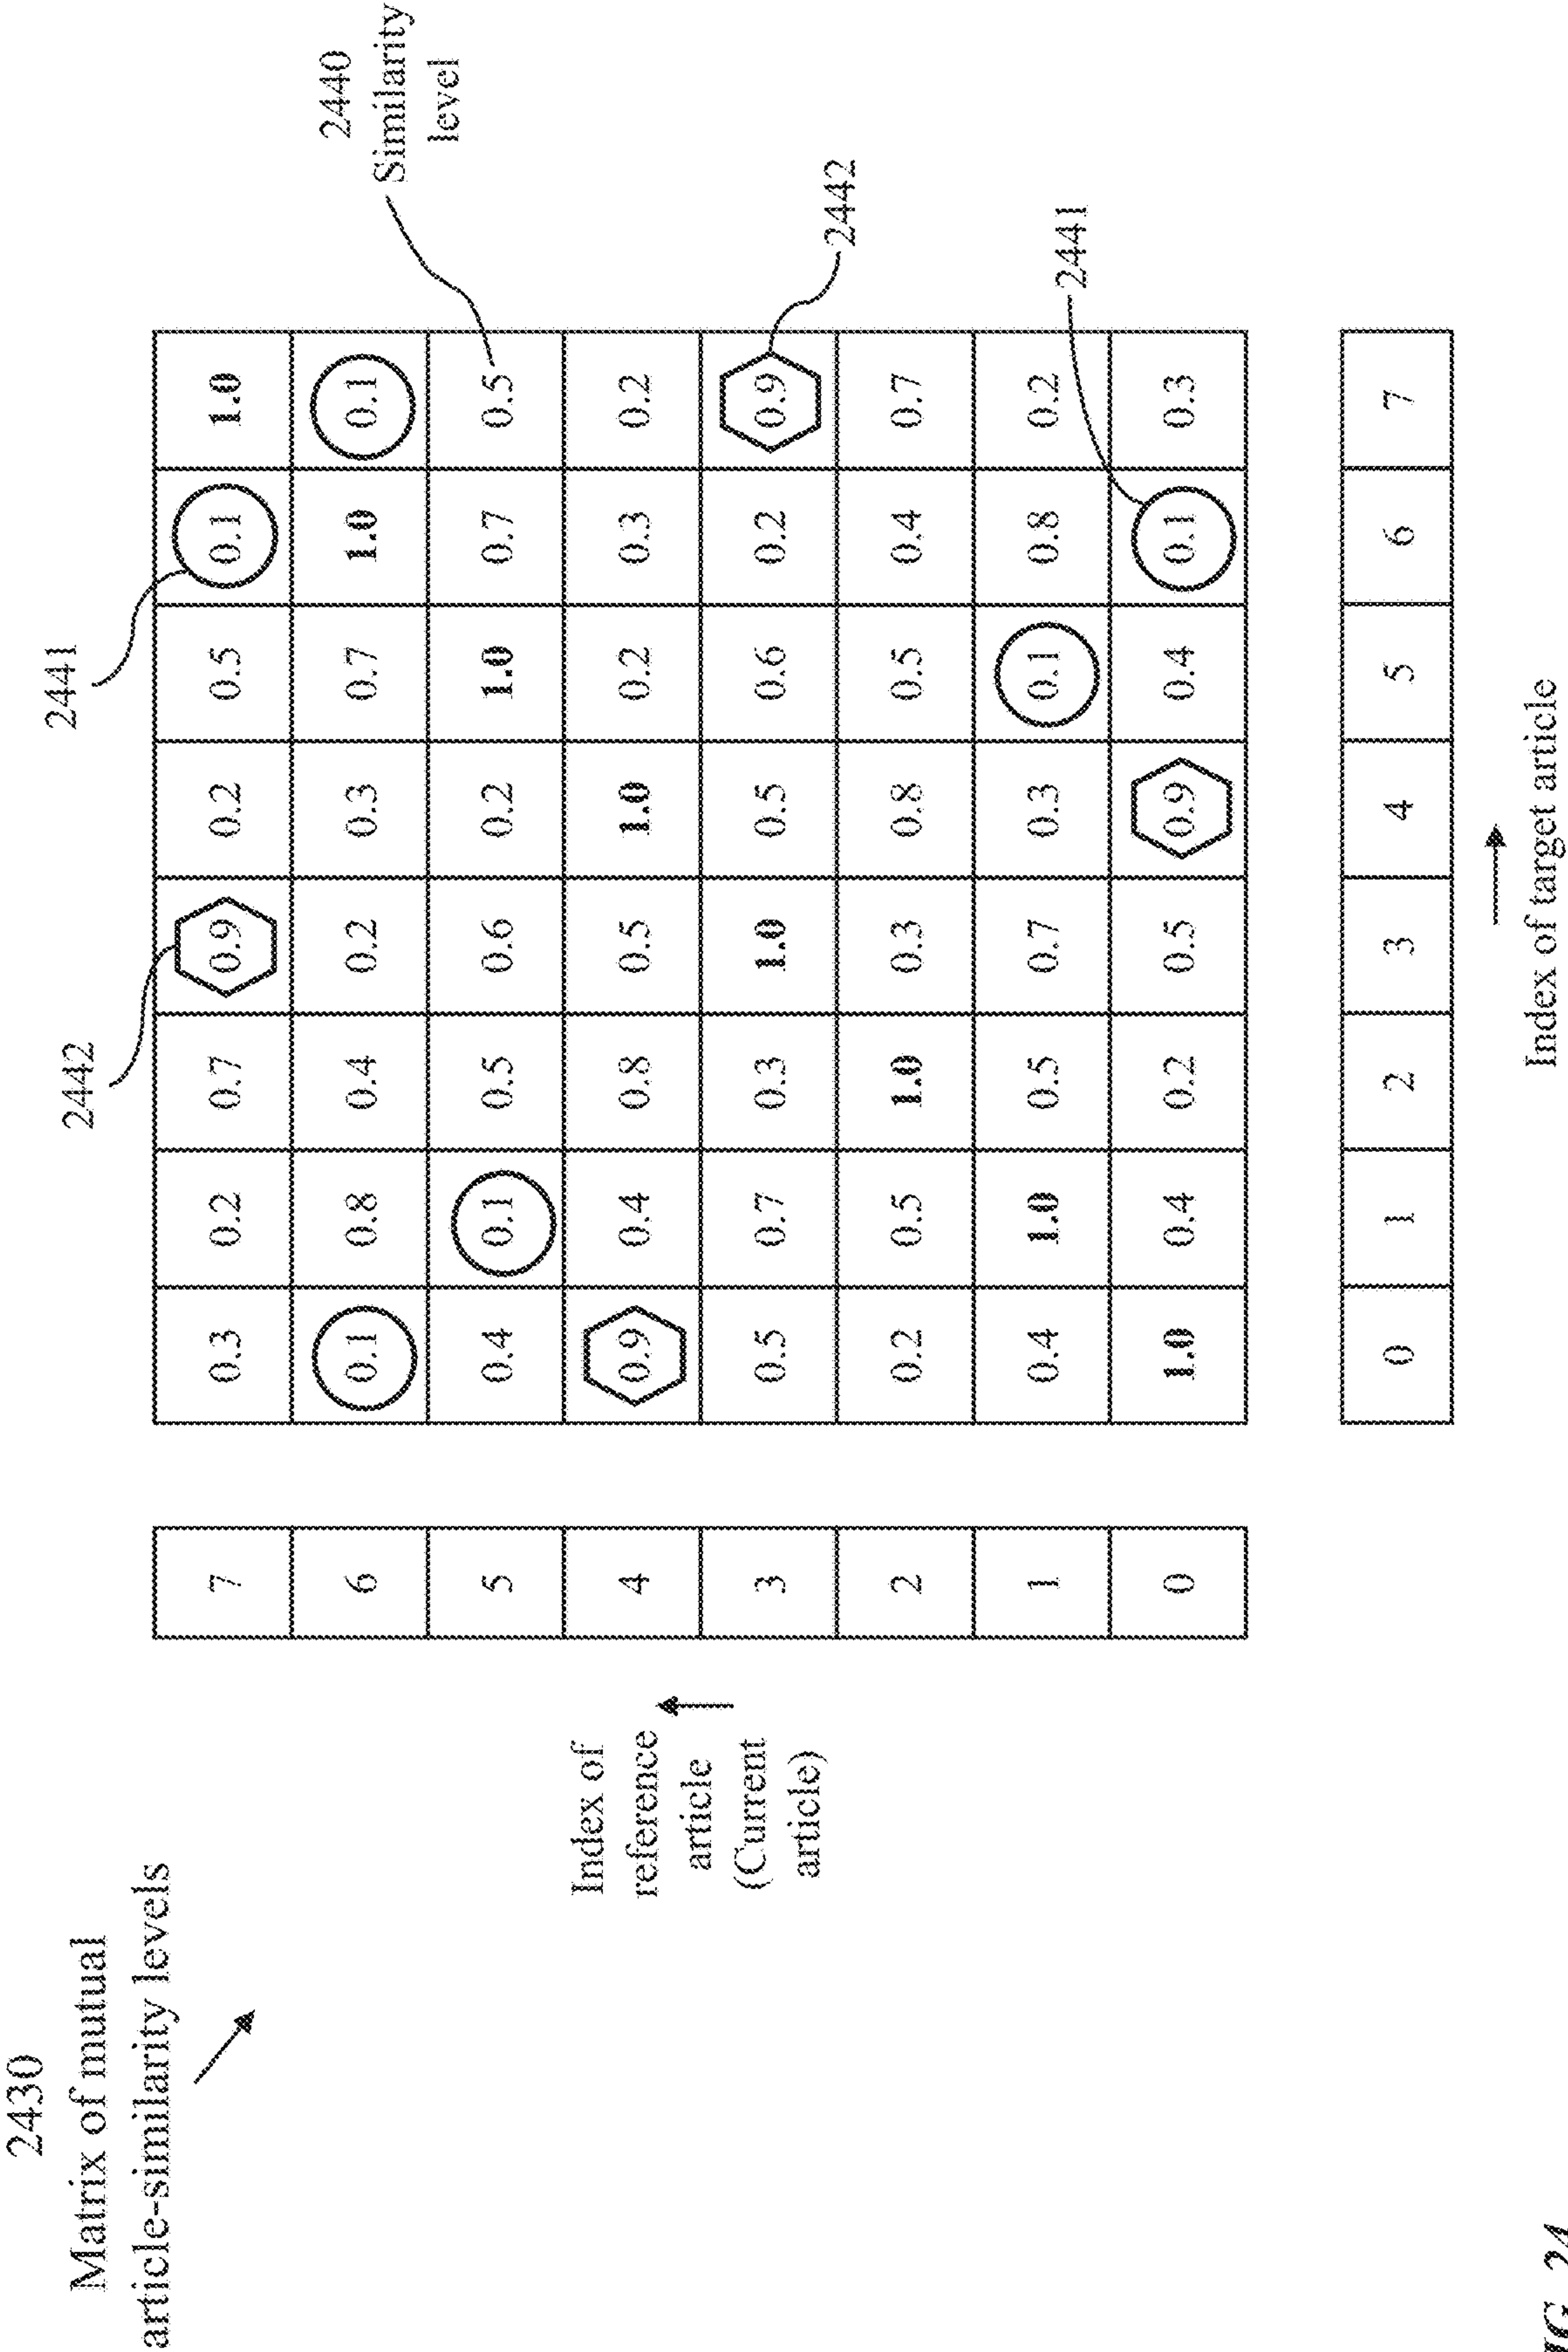 2430
Matrix of mutual
article-similarity levels
2442
2441
2440
Similarity
level
7 0.3 0.2 0.7 0.9 0.2 0.5 0.1 1.0
6 0.1 0.8 0.4 0.2 0.3 0.7 1.0 0.1
5 0.4 0.1 0.5 0.6 0.2 1.0 0.7 0.5
4 0.9 0.4 0.8 0.5 1.0 0.2 0.3 0.2
3 0.5 0.7 0.3 1.0 0.5 0.6 0.2 0.9
2 0.2 0.5 1.0 0.3 0.8 0.5 0.4 0.7
1 0.4 1.0 0.5 0.7 0.3 0.1 0.8 0.2
0 1.0 0.4 0.2 0.5 0.9 0.4 0.1 0.3
Index of
reference
article
(Current
article)
2442
2441
0 1 2 3 4 5 6 7
Index of target article